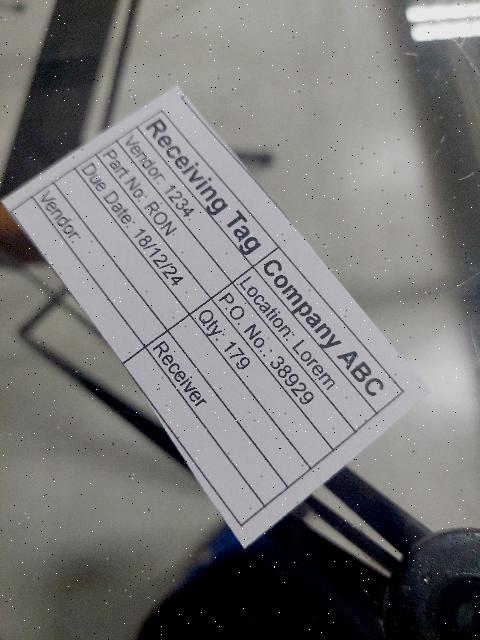 Receiving Tag Company ABC
Vendor: 1234 Location: Lorem
Part No: RON P.O. No.: 38929
Due Date: 18/12/24 Qty: 179
Vendor: Receiver